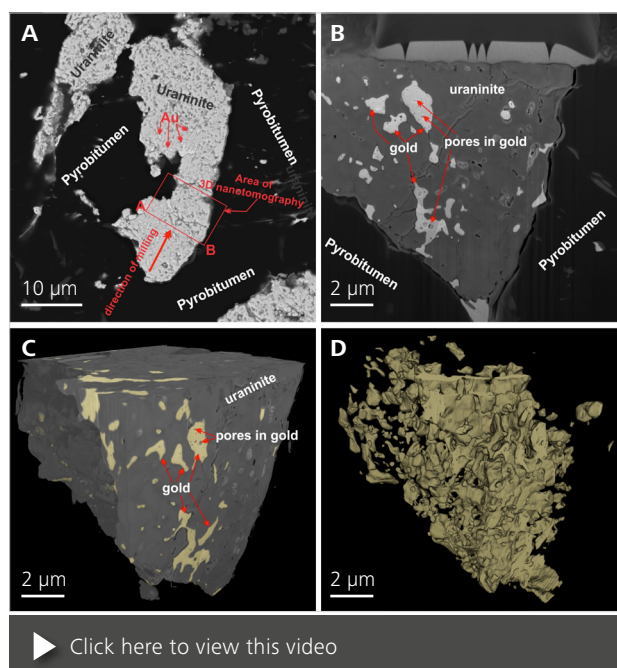 A
Uraninite
Uraninite
Au
Pyrobitumen
Pyrobitumen
uraninite
Area of
3D nanotomography
A
B
direction of milling
Pyrobitumen
10 μm
B
uraninite
gold
pores in gold
Pyrobitumen
Pyrobitumen
2 μm
C
uraninite
pores in gold
gold
2 μm
D
2 μm
Click here to view this video